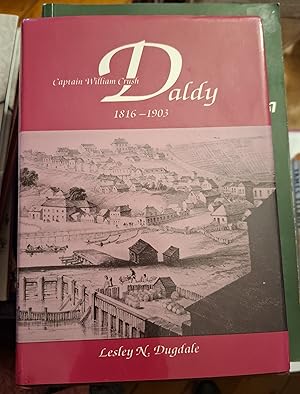 Captain William Crush
Daldy
1816 – 1903
Lesley N. Dugdale